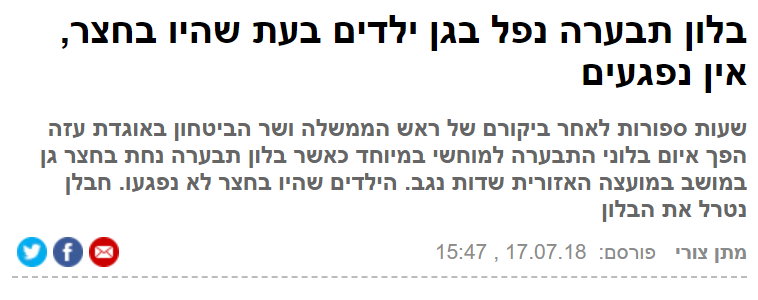 בלון תבערה נפל בגן ילדים בעת שהיו בחצר,
אין נפגעים
שעות ספורות לאחר ביקורם של ראש הממשלה ושר הביטחון באוגדת עזה
הפך איום בלוני התבערה למוחשי במיוחד כאשר בלון תבערה נחת בחצר גן
במושב במועצה האזורית שדות נגב. הילדים שהיו בחצר לא נפגעו. חבלן
נטרל את הבלון
מתן צורי   פורסם:  17.07.18 , 15:47